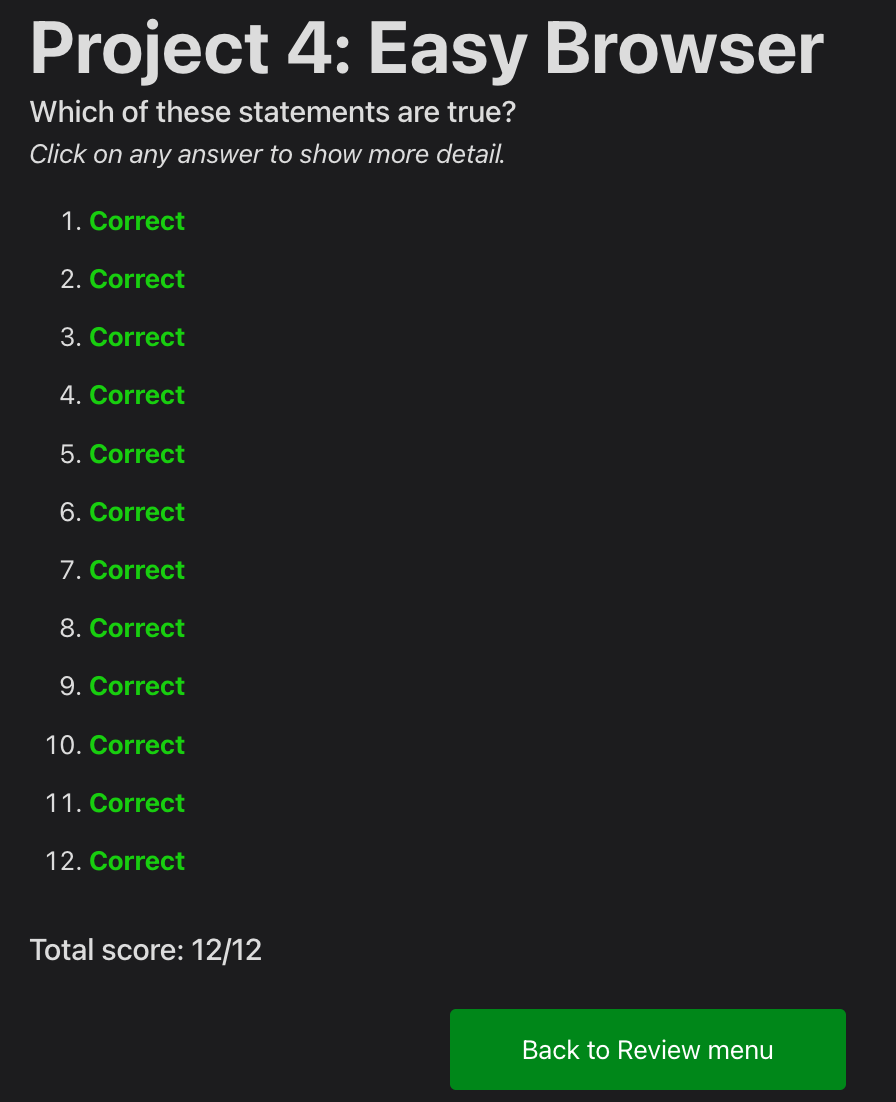 Project 4: Easy Browser
Which of these statements are true?
Click on any answer to show more detail.
1. Correct
2. Correct
3. Correct
4. Correct
5. Correct
6. Correct
7. Correct
8. Correct
9. Correct
10. Correct
11. Correct
12. Correct
Total score: 12/12
Back to Review menu